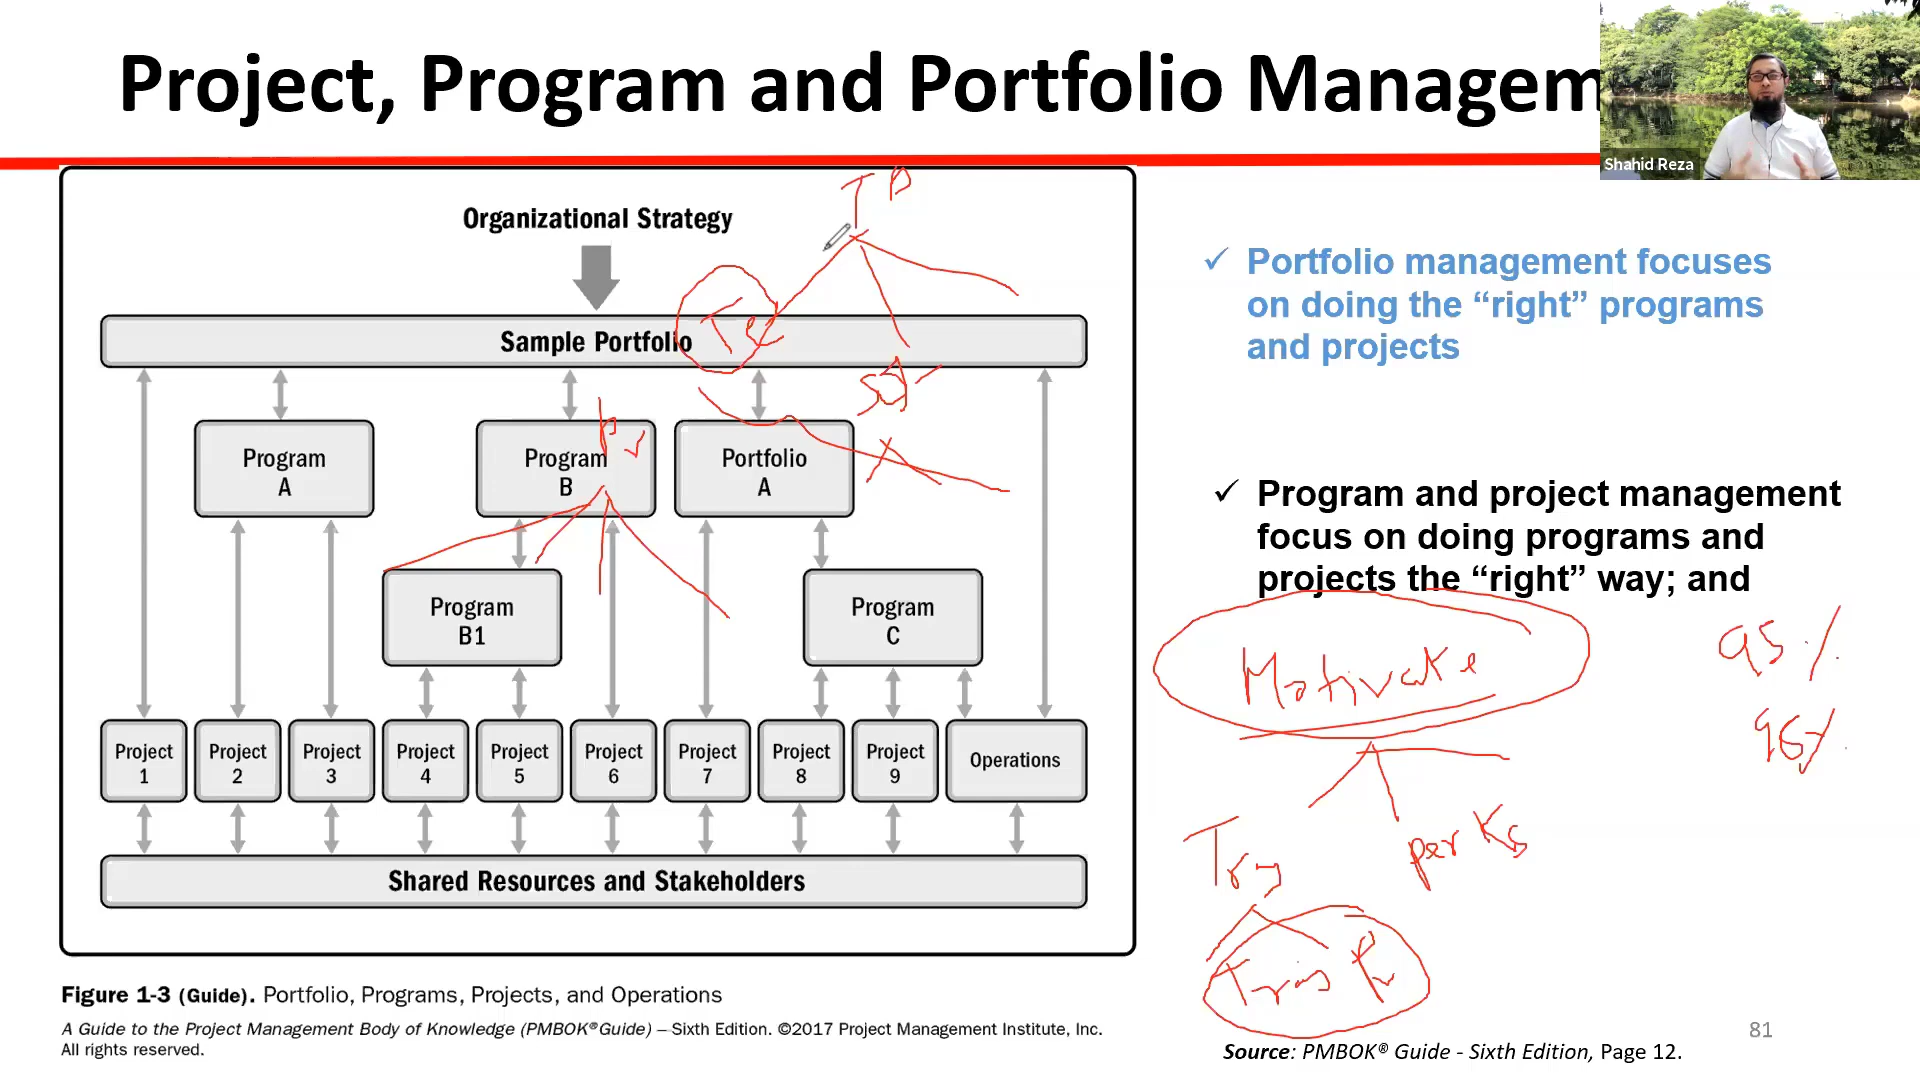 Project, Program and Portfolio Managem
Shahid Reza
Organizational Strategy
Sample Portfolio
Program
A
Program
B
Portfolio
A
Program
B1
Program
C
Project
1
Project
2
Project
3
Project
4
Project
5
Project
6
Project
7
Project
8
Project
9
Operations
Shared Resources and Stakeholders
Figure 1-3 (Guide). Portfolio, Programs, Projects, and Operations
A Guide to the Project Management Body of Knowledge (PMBOK®Guide) – Sixth Edition. ©2017 Project Management Institute, Inc.
All rights reserved.
✓ Portfolio management focuses
on doing the “right” programs
and projects
✓ Program and project management
focus on doing programs and
projects the “right” way; and
Motivate
95%
per Ks
81
Source: PMBOK® Guide - Sixth Edition, Page 12.